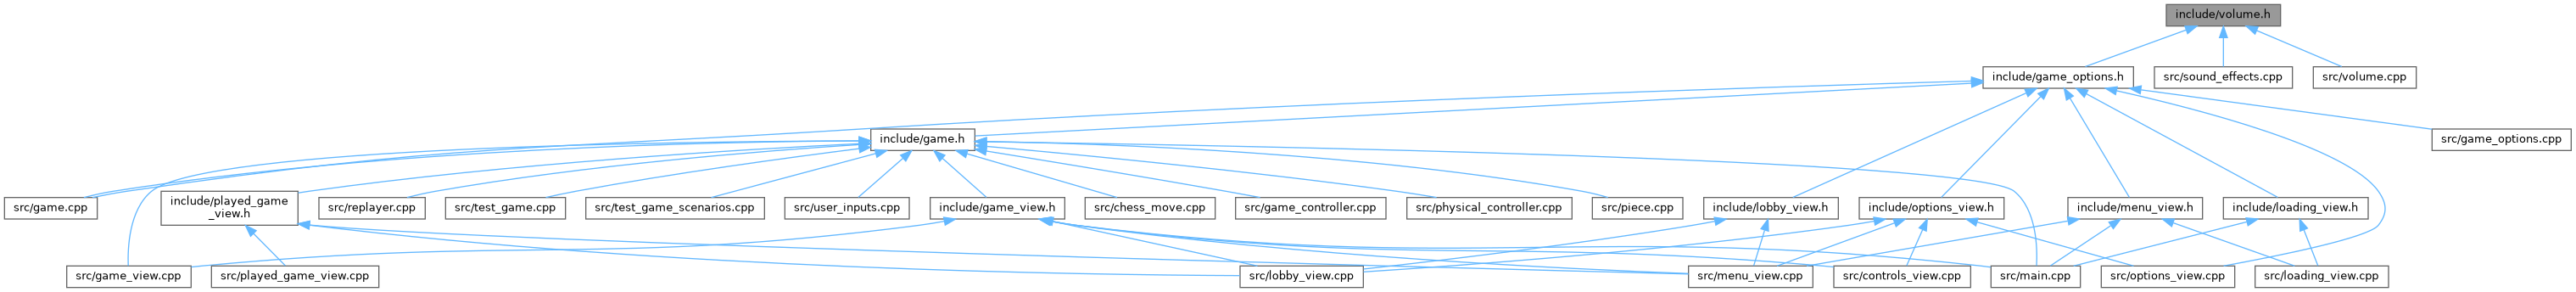 include/volume.h
include/game_options.h
src/sound_effects.cpp
src/volume.cpp
include/game.h
src/game_options.cpp
src/game.cpp
include/played_game
_view.h
src/replayer.cpp
src/test_game.cpp
src/test_game_scenarios.cpp
src/user_inputs.cpp
include/game_view.h
src/chess_move.cpp
src/game_controller.cpp
src/physical_controller.cpp
src/piece.cpp
include/lobby_view.h
include/options_view.h
include/menu_view.h
include/loading_view.h
src/game_view.cpp
src/played_game_view.cpp
src/lobby_view.cpp
src/menu_view.cpp
src/controls_view.cpp
src/main.cpp
src/options_view.cpp
src/loading_view.cpp